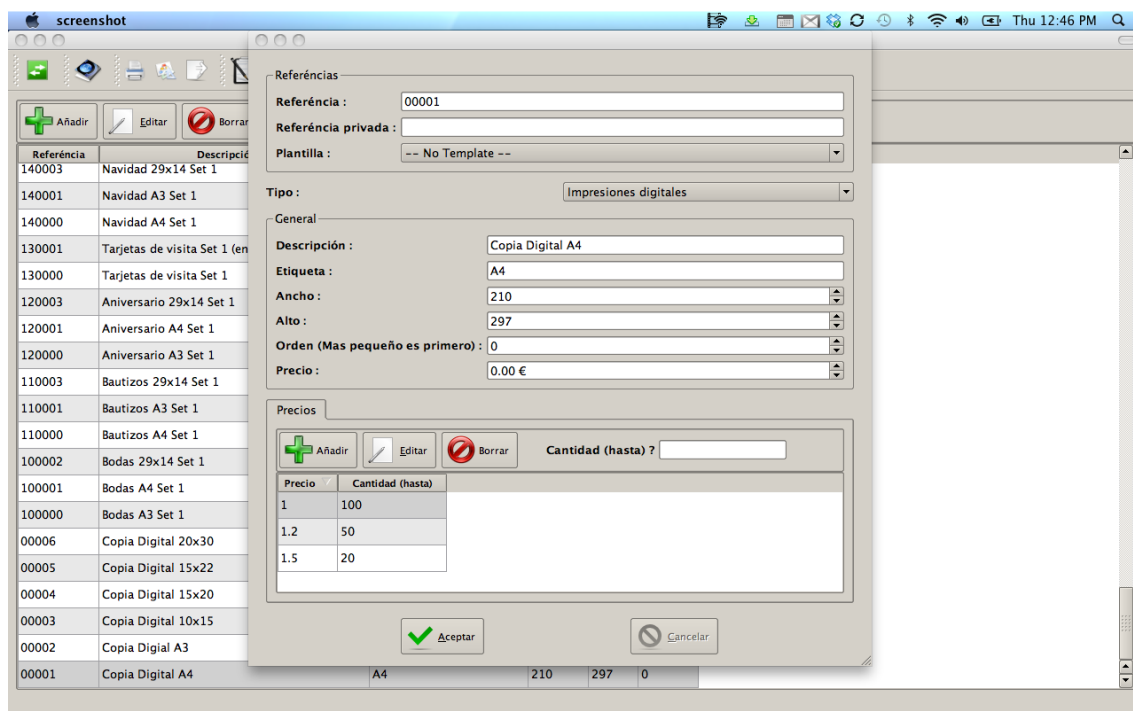 screenshot
Thu 12:46 PM
Añadir
Editar
Borrar
Referéncia
Descripció
140003 Navidad 29x14 Set 1
140001 Navidad A3 Set 1
140000 Navidad A4 Set 1
130001 Tarjetas de visita Set 1 (en
130000 Tarjetas de visita Set 1
120003 Aniversario 29x14 Set 1
120001 Aniversario A4 Set 1
120000 Aniversario A3 Set 1
110003 Bautizos 29x14 Set 1
110001 Bautizos A3 Set 1
110000 Bautizos A4 Set 1
100002 Bodas 29x14 Set 1
100001 Bodas A4 Set 1
100000 Bodas A3 Set 1
00006 Copia Digital 20x30
00005 Copia Digital 15x22
00004 Copia Digital 15x20
00003 Copia Digital 10x15
00002 Copia Digial A3
00001 Copia Digital A4 A4 210 297 0
Referéncias
Referéncia : 00001
Referéncia privada :
Plantilla : -- No Template --
Tipo : Impresiones digitales
General
Descripción : Copia Digital A4
Etiqueta : A4
Ancho : 210
Alto : 297
Orden (Mas pequeño es primero) : 0
Precio : 0.00 €
Precios
Añadir
Editar
Borrar
Cantidad (hasta) ?
Precio Cantidad (hasta)
1 100
1.2 50
1.5 20
Aceptar
Cancelar